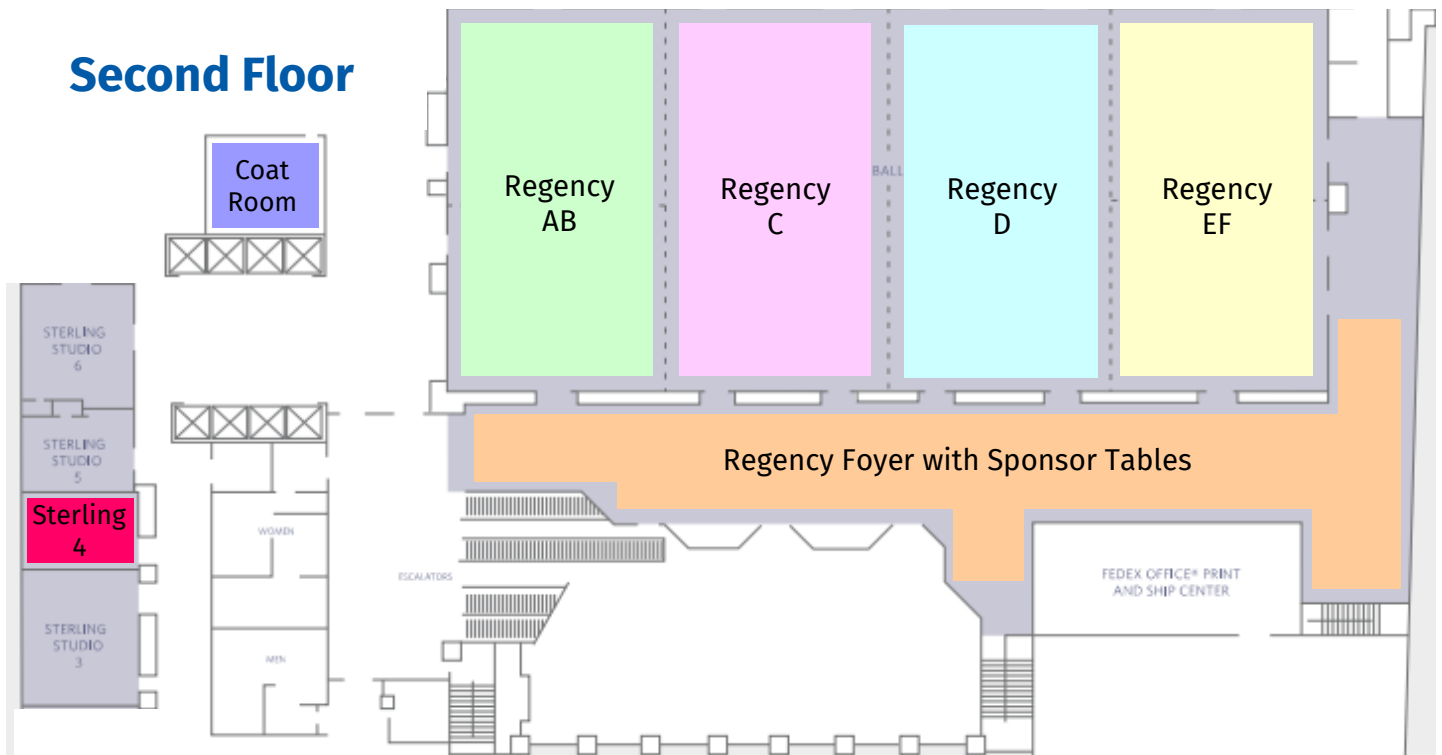 Second Floor
Coat
Room
Regency
AB
Regency
C
BALL
Regency
D
Regency
EF
STERLING
STUDIO
6
STERLING
STUDIO
5
Sterling
4
STERLING
STUDIO
3
WOMEN
MEN
ESCALATORS
Regency Foyer with Sponsor Tables
FEDEX OFFICE® PRINT
AND SHIP CENTER